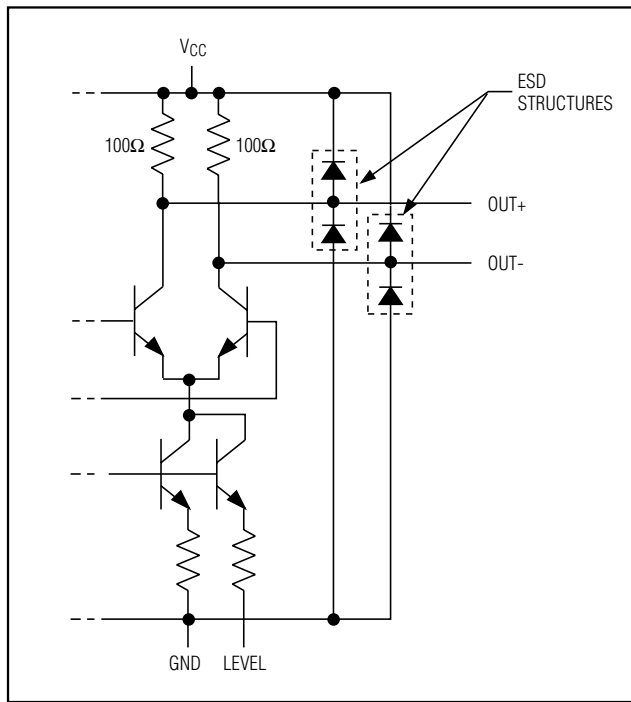 VCC
ESD
STRUCTURES
100Ω 100Ω
OUT+
OUT-
GND LEVEL